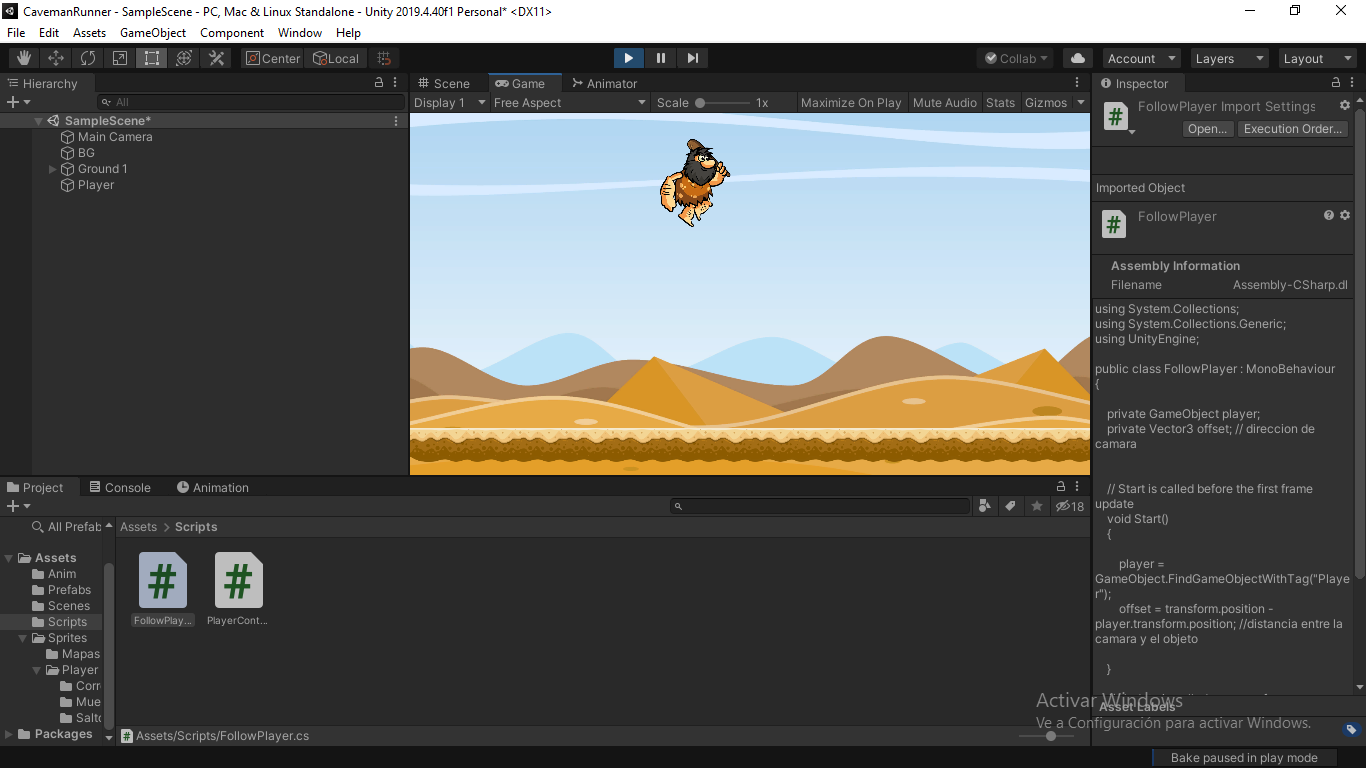 CavemanRunner - SampleScene - PC, Mac & Linux Standalone - Unity 2019.4.40f1 Personal* <DX11>
File Edit Assets GameObject Component Window Help
Center Local Collab Account Layers Layout
Hierarchy
All
SampleScene*
Main Camera
BG
Ground 1
Player
Scene Game Animator
Display 1 Free Aspect Scale 1x Maximize On Play Mute Audio Stats Gizmos
Inspector
FollowPlayer Import Settings
Open... Execution Order...
Imported Object
FollowPlayer
Assembly Information
Filename Assembly-CSharp.dl
using System.Collections;
using System.Collections.Generic;
using UnityEngine;
public class FollowPlayer : MonoBehaviour
{
private GameObject player;
private Vector3 offset; // direccion de
camara
// Start is called before the first frame
update
void Start()
{
player =
GameObject.FindGameObjectWithTag("Playe
r");
offset = transform.position -
player.transform.position; //distancia entre la
camara y el objeto
}
Asset Labels
Project Console Animation
18
All Prefab
Assets
Anim
Prefabs
Scenes
Scripts
Sprites
Mapas
Player
Corr
Mue
Salto
Packages
Assets > Scripts
FollowPlay... PlayerCont...
Assets/Scripts/FollowPlayer.cs
Activar Windows
Ve a Configuración para activar Windows.
Bake paused in play mode